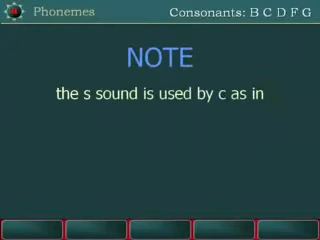 Phonemes
Consonants: B C D F G
NOTE
the s sound is used by c as in